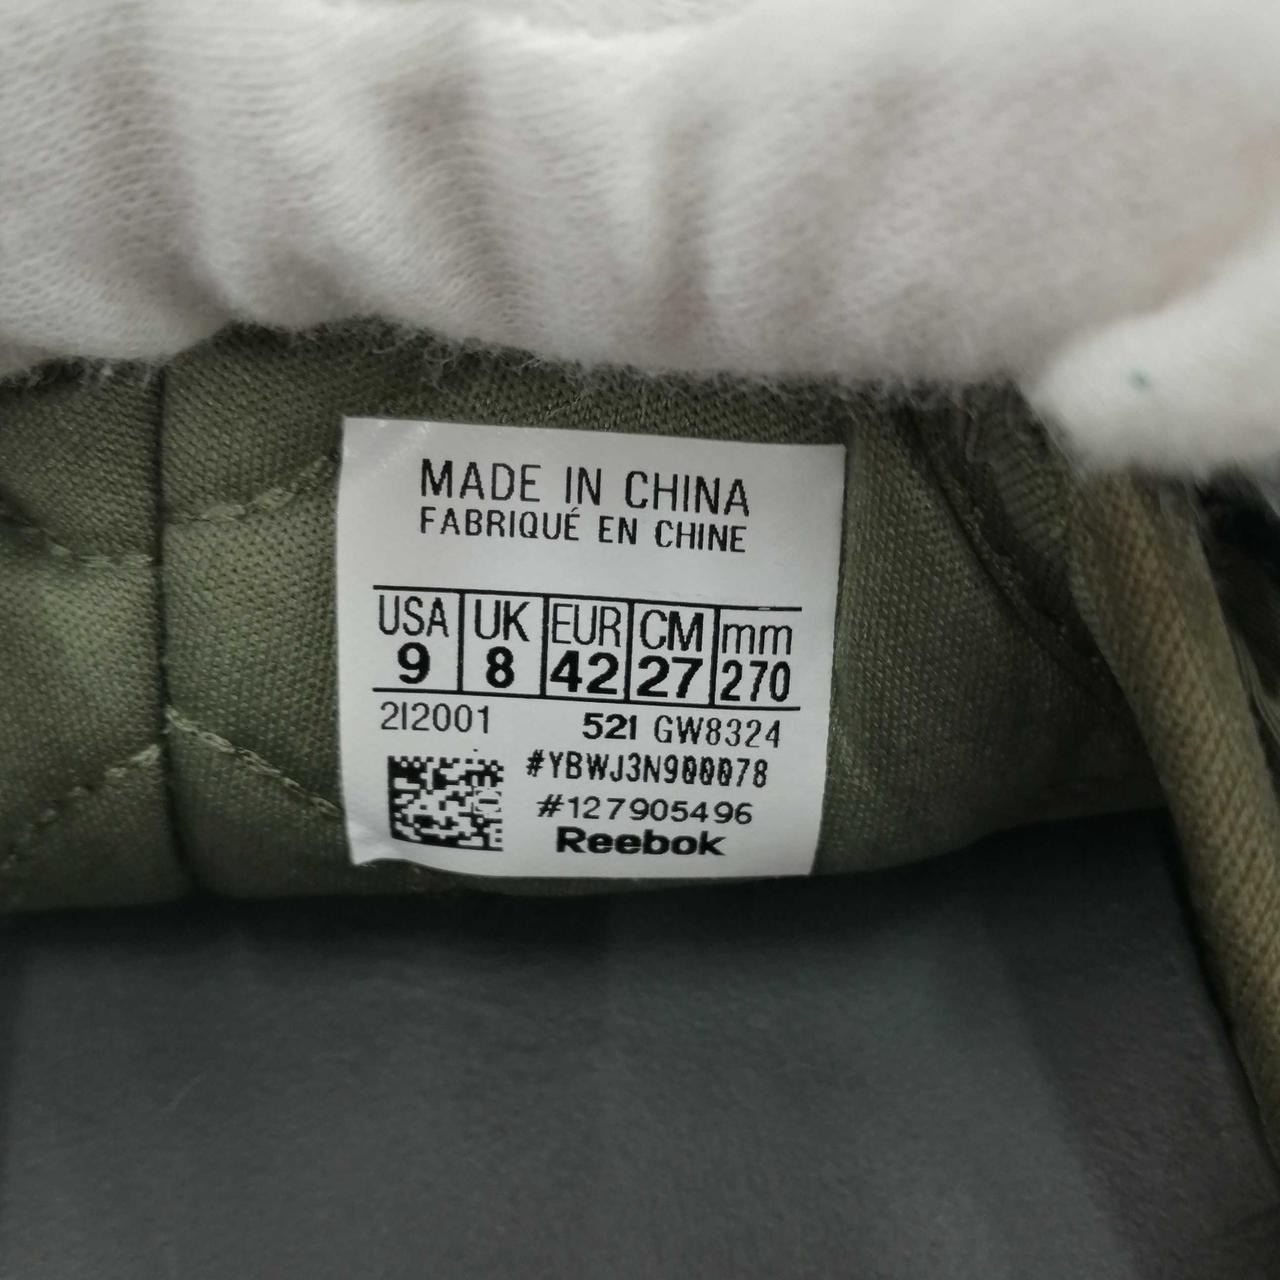 MADE IN CHINA
FABRIQUÉ EN CHINE
USA UK EUR CM mm
9 8 42 27 270
212001 521 GW8324
#YBWJ3N900078
#127905496
Reebok